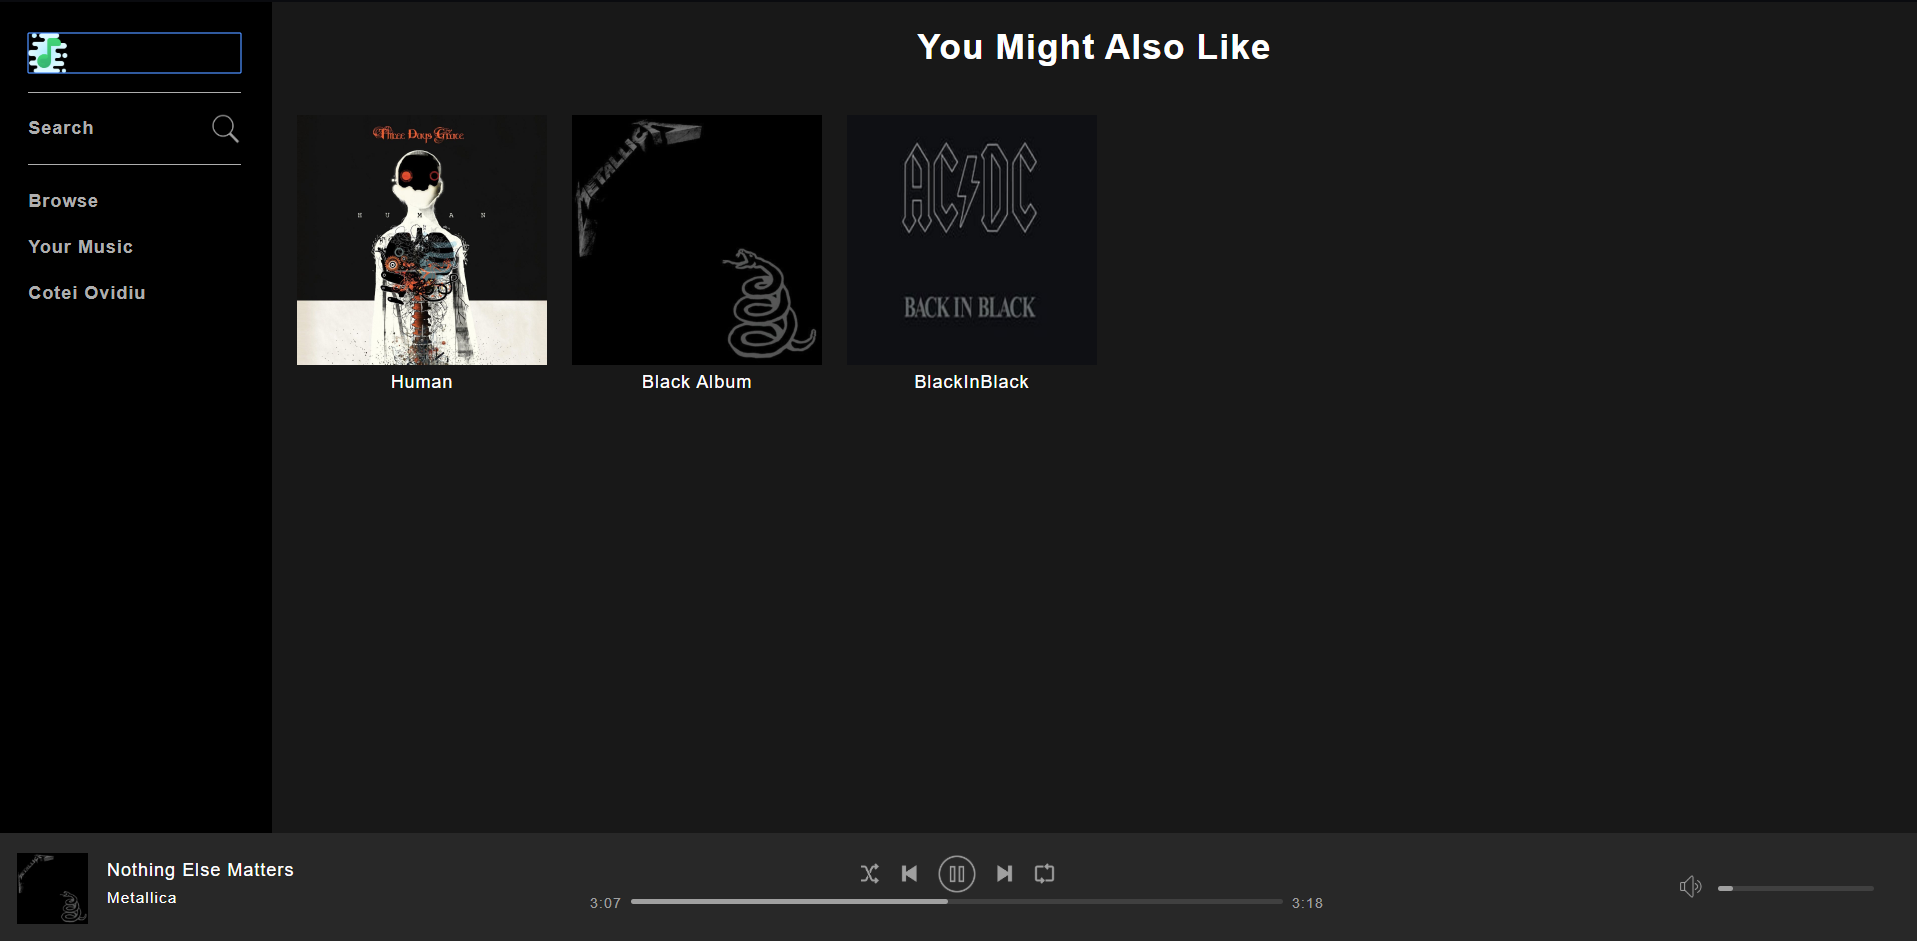 You Might Also Like
Search
Browse
Your Music
Cotei Ovidiu
Three Days Grace
H U M A N
Human
METALLICA
Black Album
AC DC
BACK IN BLACK
BlackInBlack
Nothing Else Matters
Metallica
3:07
3:18